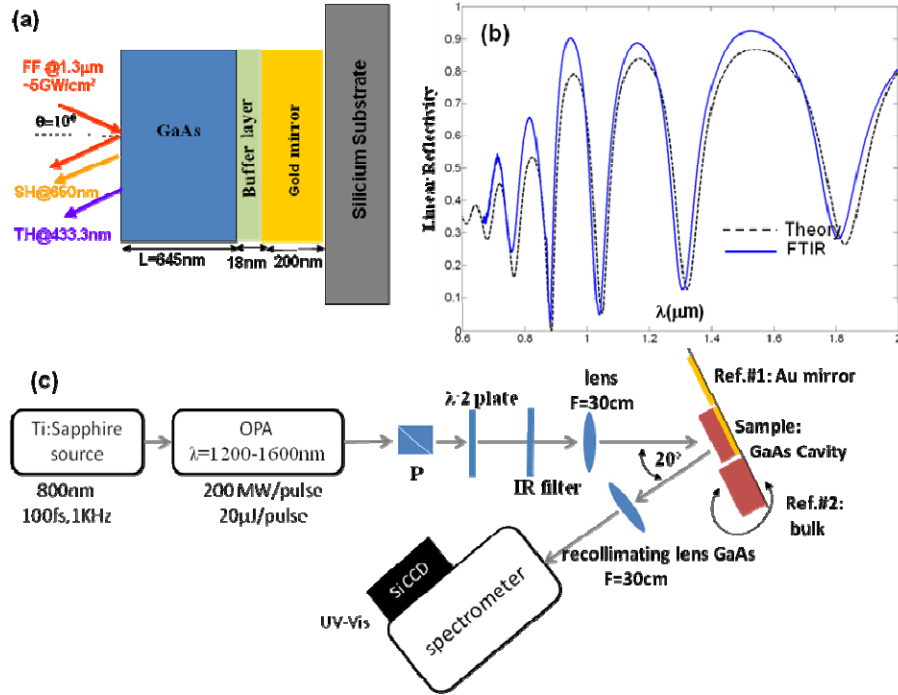 (a)
FF @1.3µm
~5GW/cm²
θ=10°
SH@650nm
TH@433.3nm
GaAs
Buffer layer
Gold mirror
Silicium Substrate
L=645nm
18nm
200nm
(b)
Linear Reflectivity
1
0.9
0.8
0.7
0.6
0.5
0.4
0.3
0.2
0.1
0
0.6
0.8
1
1.2
1.4
1.6
1.8
2
λ(µm)
Theory
FTIR
(c)
Ti:Sapphire
source
800nm
100fs,1KHz
OPA
λ=1200-1600nm
200 MW/pulse
20µJ/pulse
P
λ-2 plate
IR filter
lens
F=30cm
20°
Ref.#1: Au mirror
Sample:
GaAs Cavity
Ref.#2:
bulk
recollimating lens GaAs
F=30cm
Si CCD
UV-Vis
spectrometer